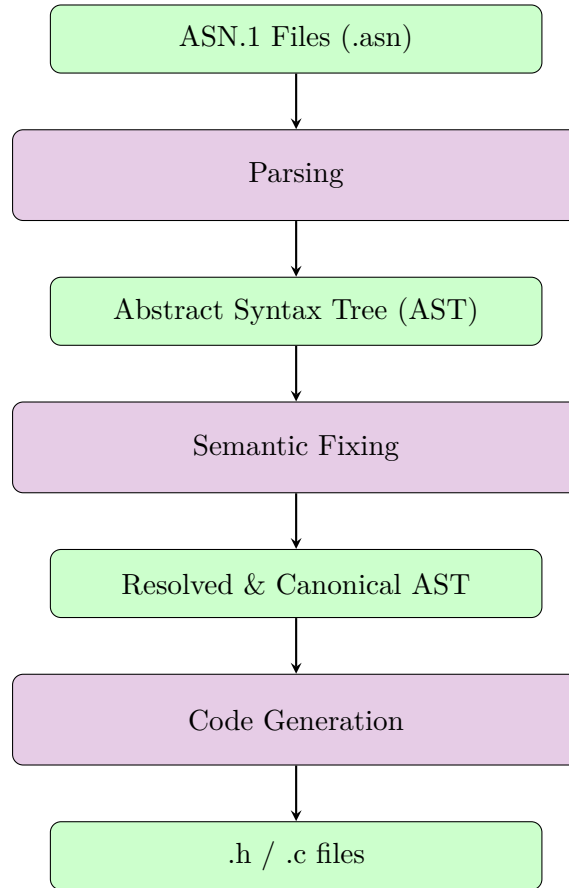 ASN.1 Files (.asn)
Parsing
Abstract Syntax Tree (AST)
Semantic Fixing
Resolved & Canonical AST
Code Generation
.h / .c files